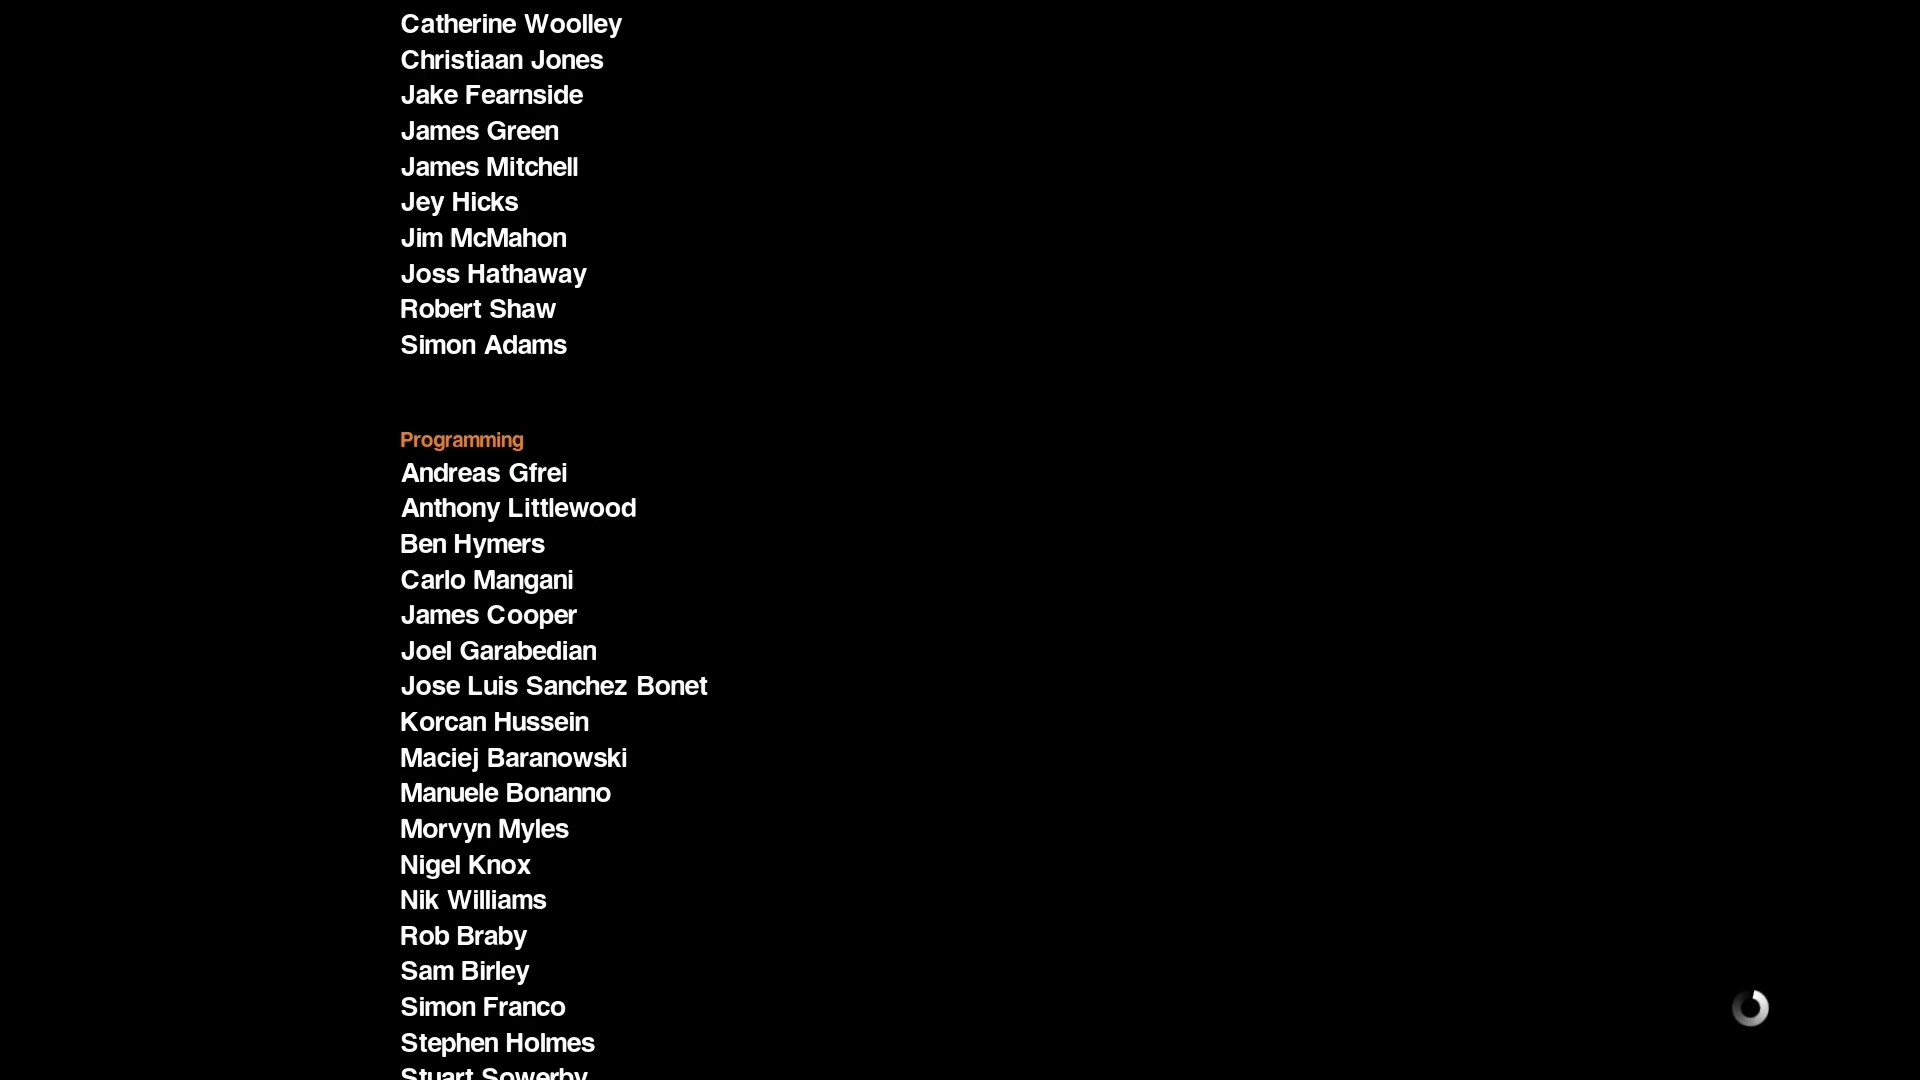 Catherine Woolley
Christiaan Jones
Jake Fearnside
James Green
James Mitchell
Jey Hicks
Jim McMahon
Joss Hathaway
Robert Shaw
Simon Adams
Programming
Andreas Gfrei
Anthony Littlewood
Ben Hymers
Carlo Mangani
James Cooper
Joel Garabedian
Jose Luis Sanchez Bonet
Korcan Hussein
Maciej Baranowski
Manuele Bonanno
Morvyn Myles
Nigel Knox
Nik Williams
Rob Braby
Sam Birley
Simon Franco
Stephen Holmes
Stuart Sowerby